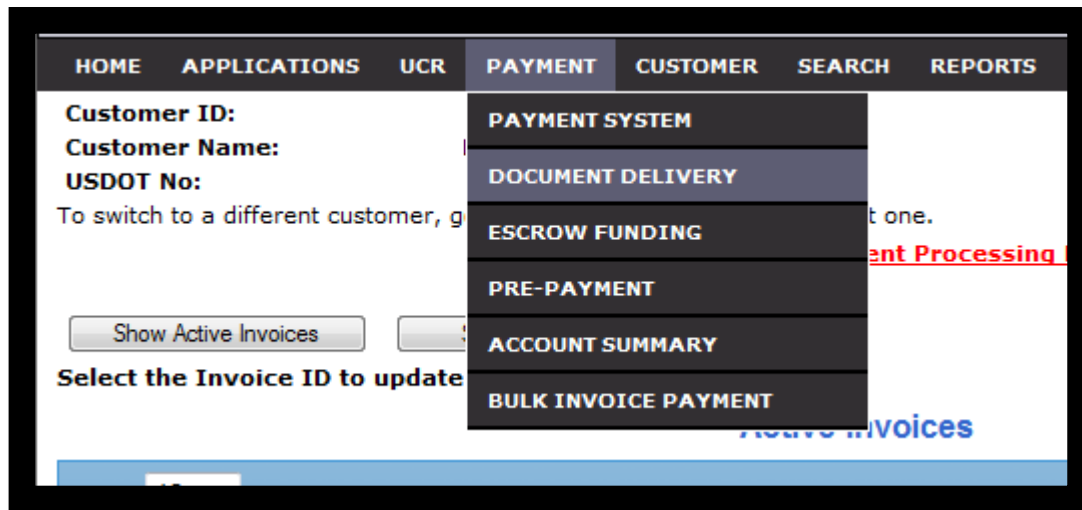 HOME APPLICATIONS UCR PAYMENT CUSTOMER SEARCH REPORTS
Customer ID:
PAYMENT SYSTEM
Customer Name:
DOCUMENT DELIVERY
USDOT No:
To switch to a different customer, g
t one.
ESCROW FUNDING
Processing
PRE-PAYMENT
Show Active Invoices
ACCOUNT SUMMARY
Select the Invoice ID to update
BULK INVOICE PAYMENT